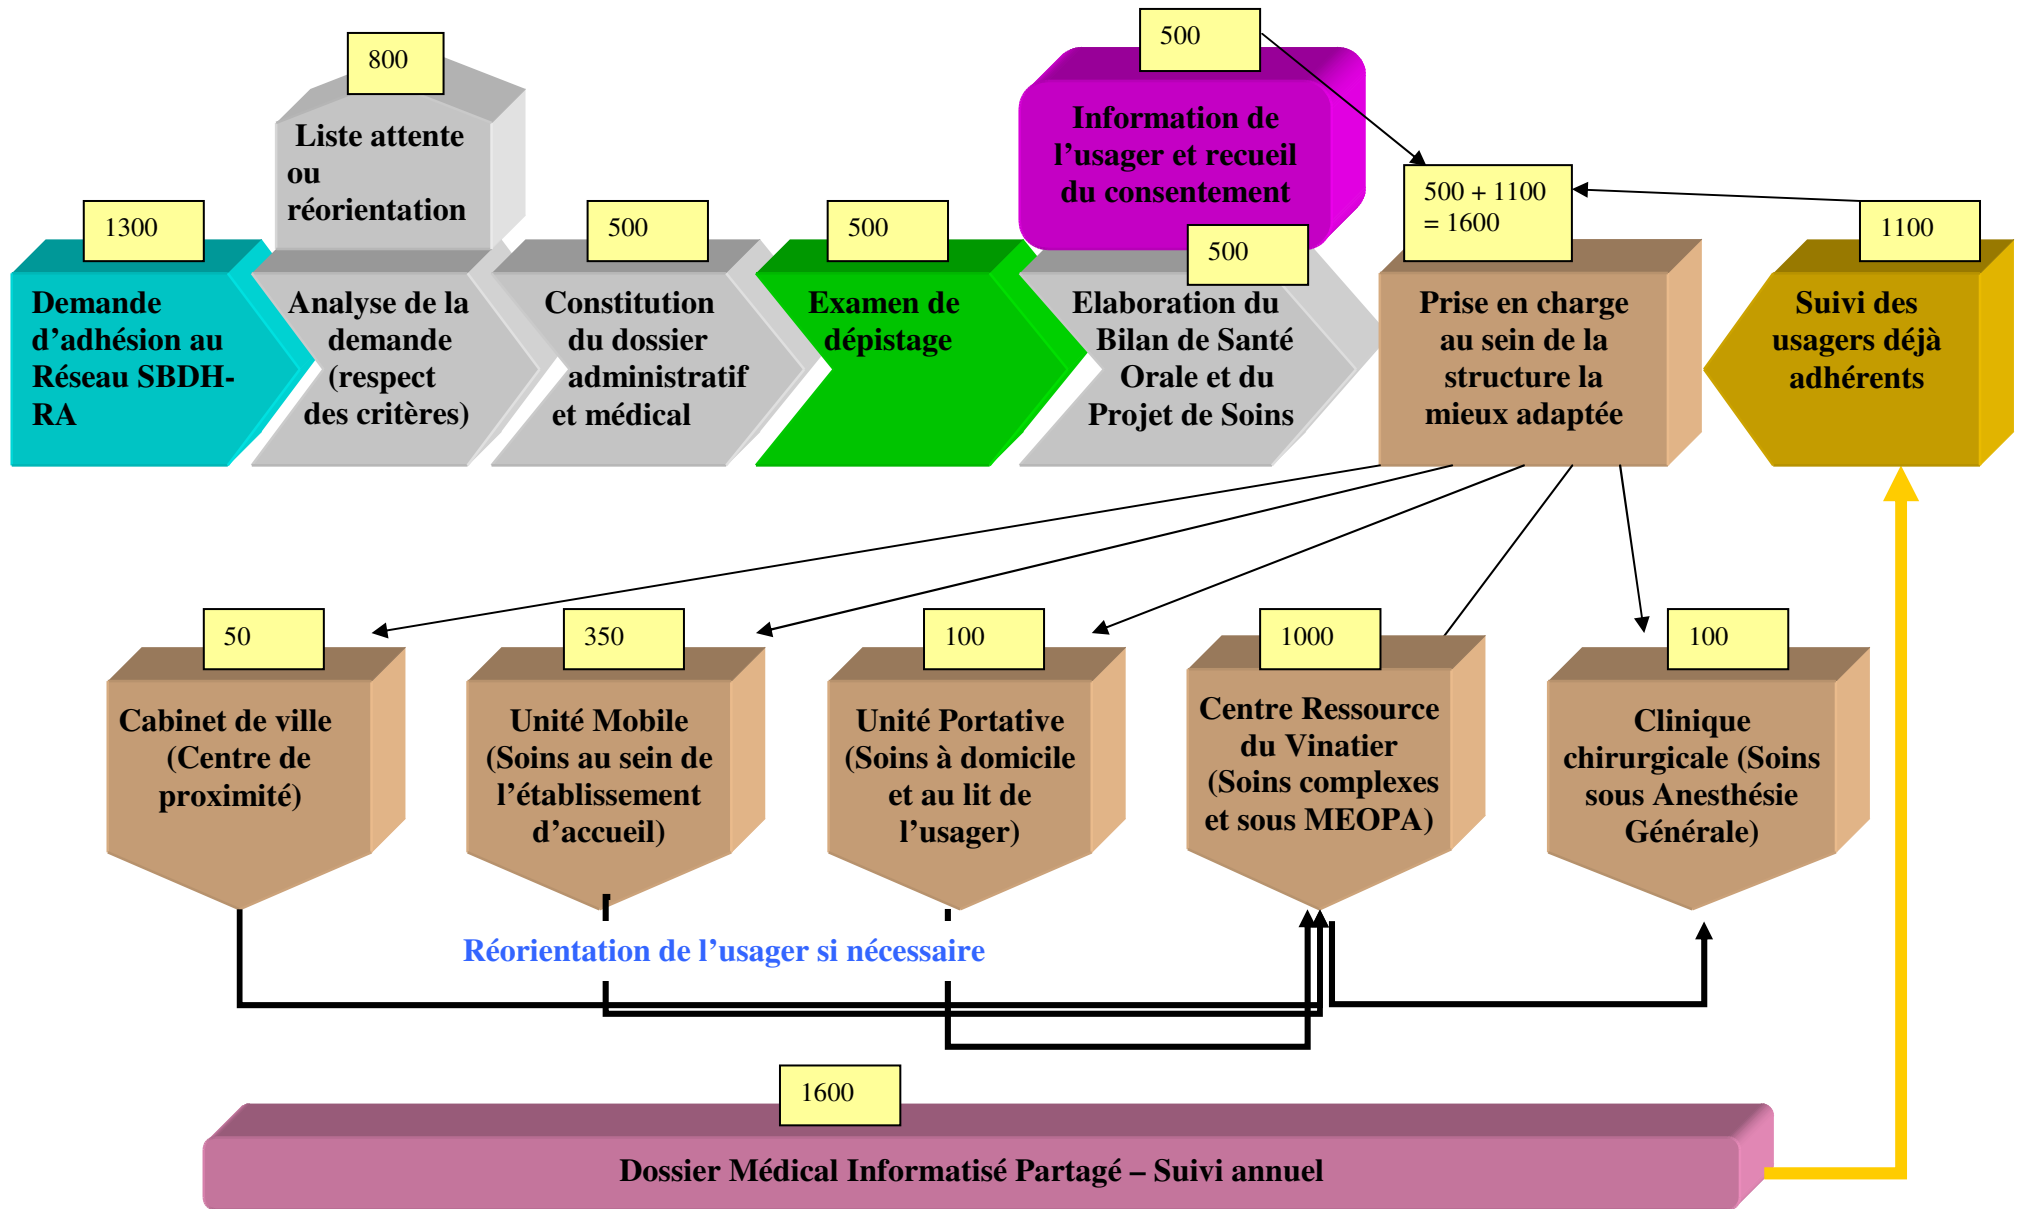 800
Liste attente
ou
réorientation
500
Information de
l’usager et recueil
du consentement
1300
Demande
d’adhésion au
Réseau SBDH-
RA
Analyse de la
demande
(respect
des critères)
500
Constitution
du dossier
administratif
et médical
500
Examen de
dépistage
500
Elaboration du
Bilan de Santé
Orale et du
Projet de Soins
500 + 1100
= 1600
Prise en charge
au sein de la
structure la
mieux adaptée
1100
Suivi des
usagers déjà
adhérents
50
Cabinet de ville
(Centre de
proximité)
350
Unité Mobile
(Soins au sein de
l’établissement
d’accueil)
100
Unité Portative
(Soins à domicile
et au lit de
l’usager)
1000
Centre Ressource
du Vinatier
(Soins complexes
et sous MEOPA)
100
Clinique
chirurgicale (Soins
sous Anesthésie
Générale)
Réorientation de l’usager si nécessaire
1600
Dossier Médical Informatisé Partagé – Suivi annuel